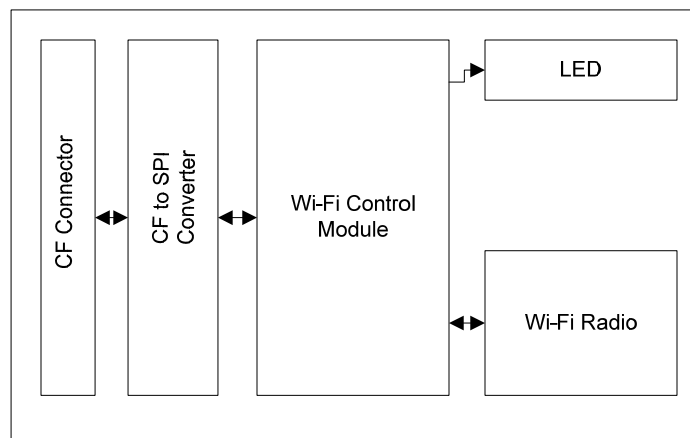 CF Connector
CF to SPI
Converter
Wi-Fi Control
Module
LED
Wi-Fi Radio